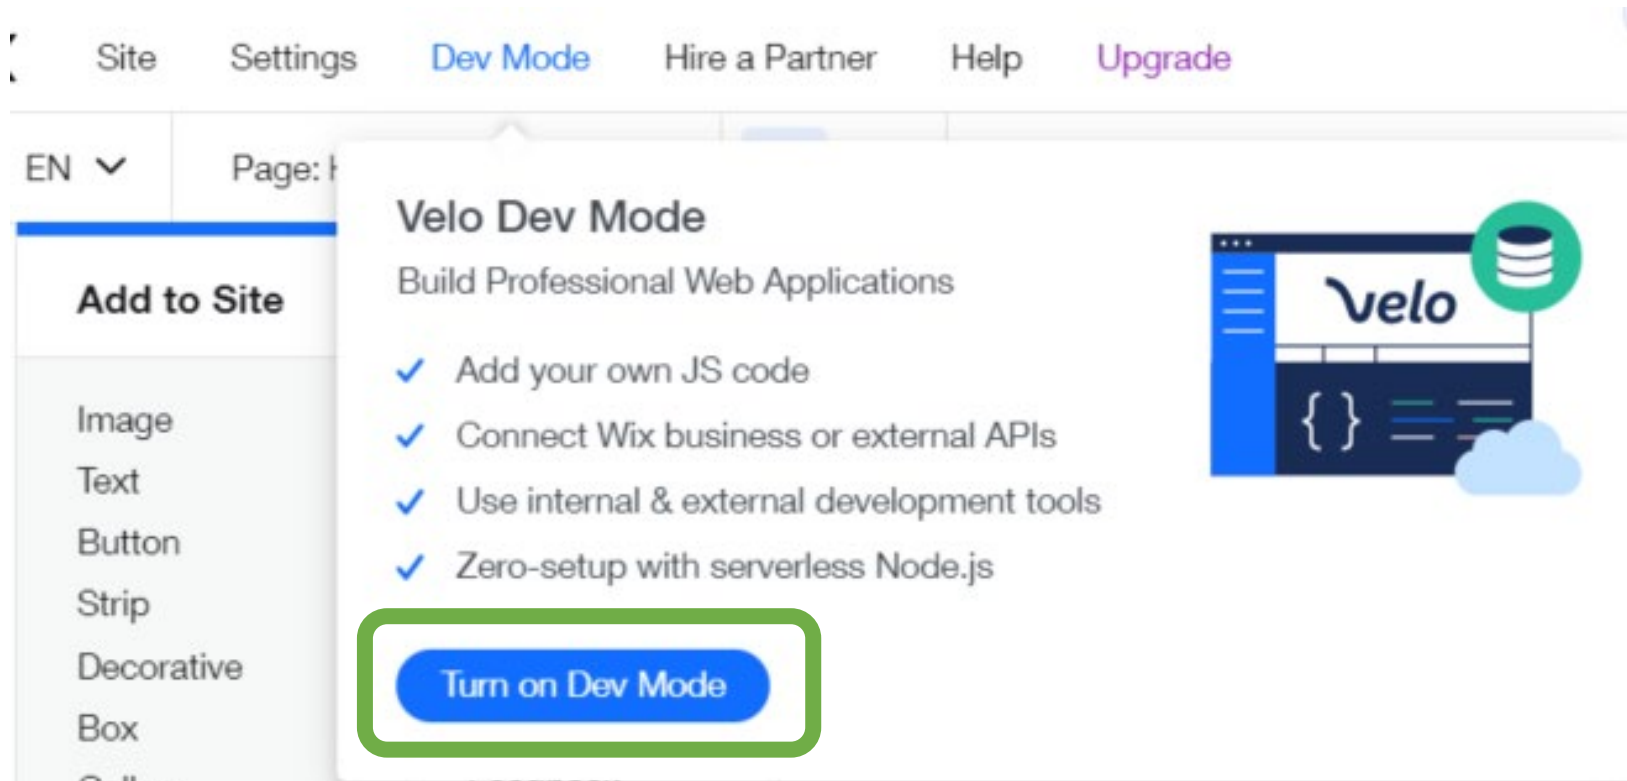 Site Settings Dev Mode Hire a Partner Help Upgrade
EN Page:
Velo Dev Mode
Build Professional Web Applications
Add your own JS code
Connect Wix business or external APIs
Use internal & external development tools
Zero-setup with serverless Node.js
Turn on Dev Mode
velo
{ }
Add to Site
Image
Text
Button
Strip
Decorative
Box